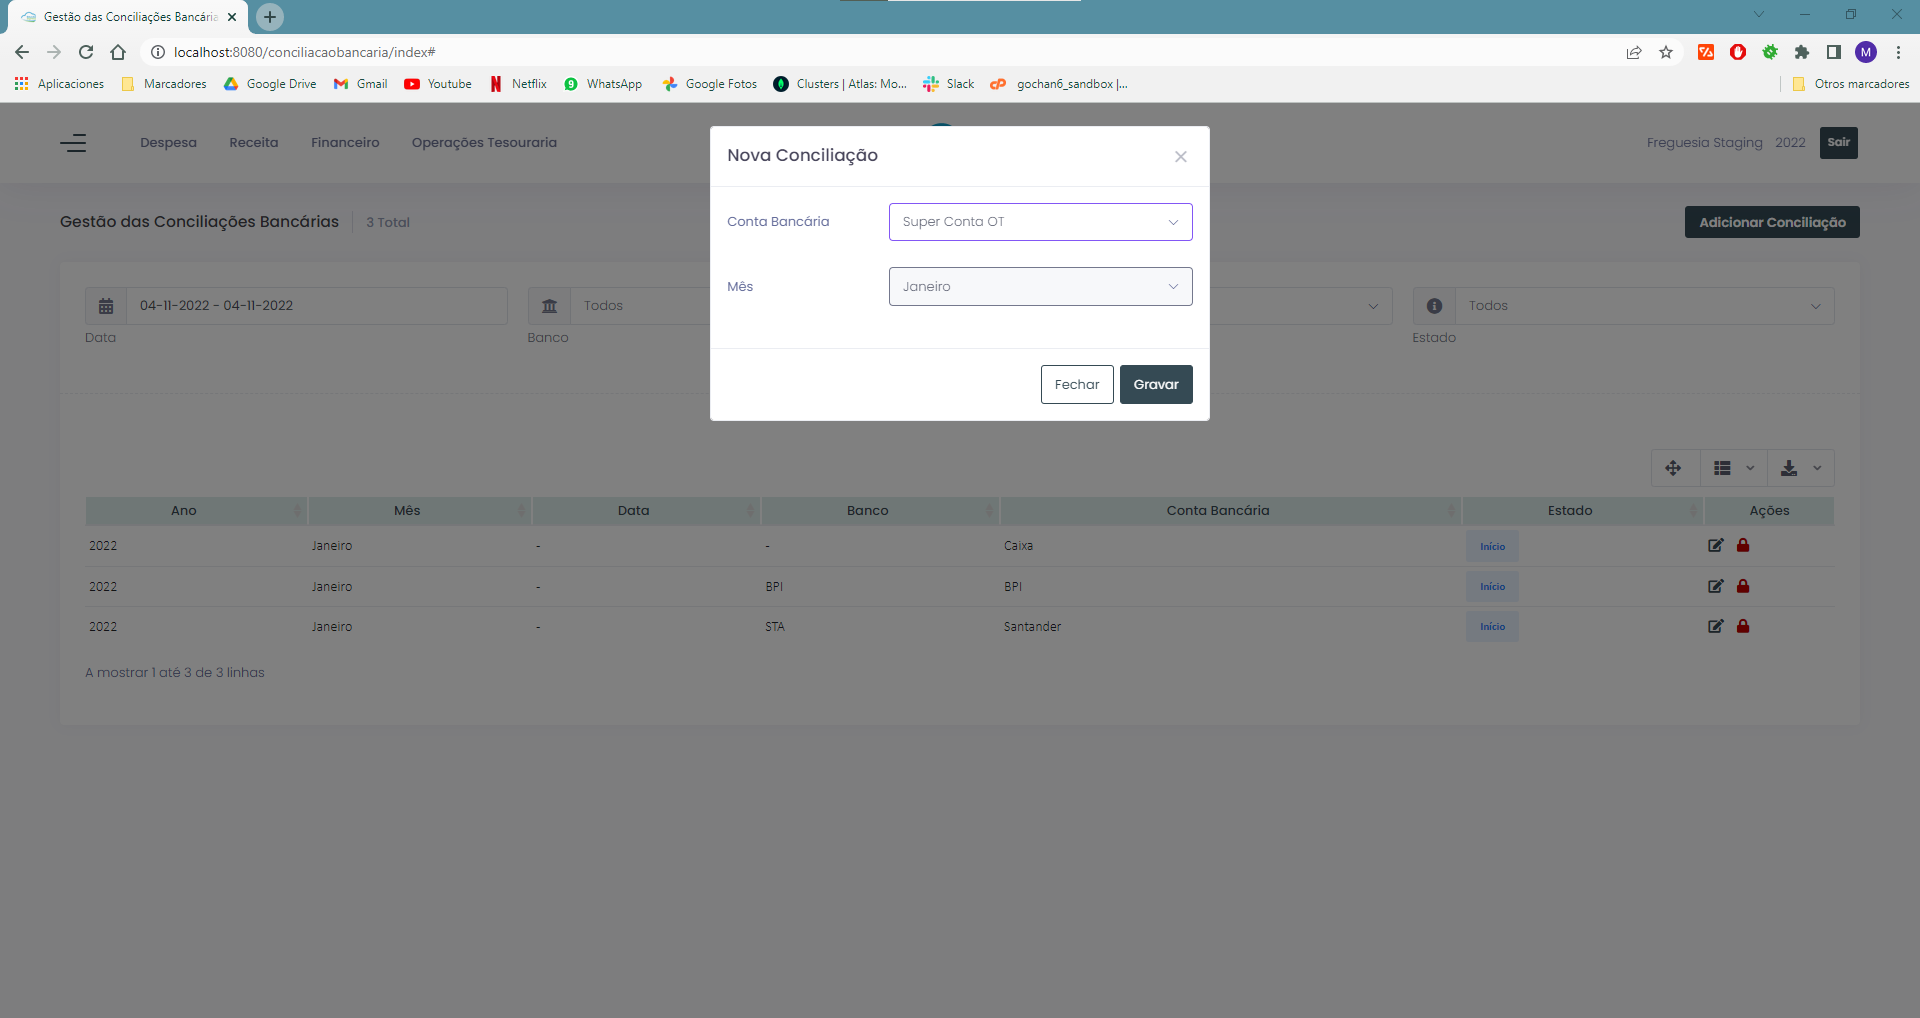 Gestão das Conciliações Bancária
localhost:8080/conciliacaobancaria/index#
M
Aplicaciones
Marcadores
Google Drive
Gmail
Youtube
Netflix
WhatsApp
Google Fotos
Clusters | Atlas: Mo...
Slack
gochan6_sandbox |...
Otros marcadores
Despesa
Receita
Financeiro
Operações Tesouraria
Freguesia Staging
2022
Sair
Nova Conciliação
Conta Bancária
Super Conta OT
Mês
Janeiro
Fechar
Gravar
Gestão das Conciliações Bancárias
3 Total
Adicionar Conciliação
04-11-2022 - 04-11-2022
Todos
Todos
Data
Banco
Estado
Ano Mês Data Banco Conta Bancária Estado Ações
2022 Janeiro - - Caixa Início
2022 Janeiro - BPI BPI Início
2022 Janeiro - STA Santander Início
A mostrar 1 até 3 de 3 linhas